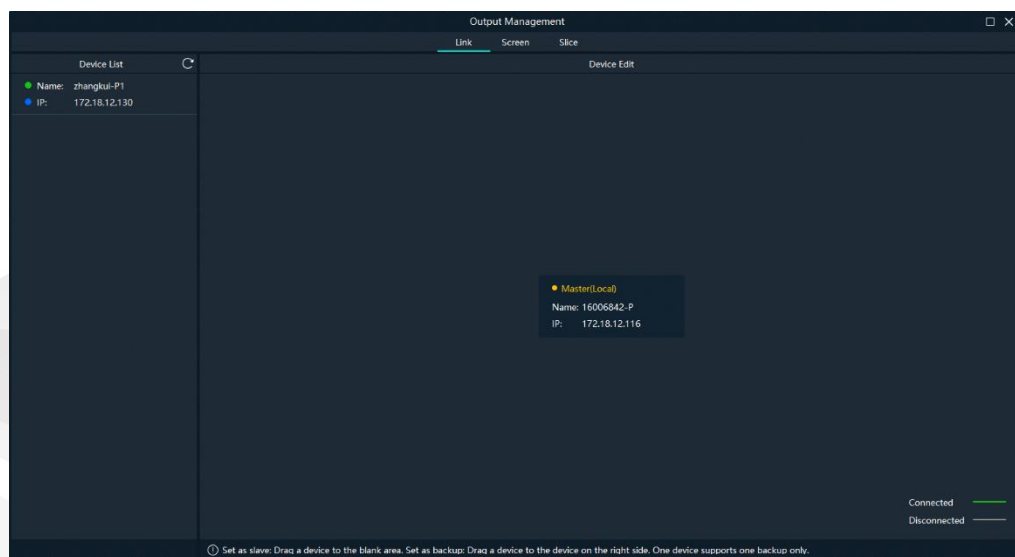 Output Management
Link Screen Slice
Device List
Device Edit
Name: zhangkui-P1
IP: 172.18.12.130
Master(Local)
Name: 16006842-P
IP: 172.18.12.116
Connected
Disconnected
Set as slave: Drag a device to the blank area. Set as backup: Drag a device to the device on the right side. One device supports one backup only.